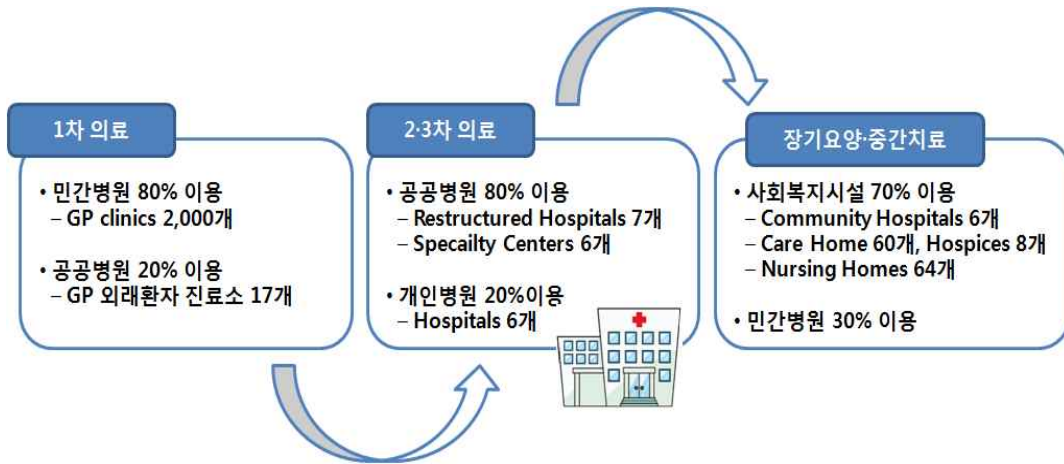 1차 의료
• 민간병원 80% 이용
– GP clinics 2,000개
• 공공병원 20% 이용
– GP 외래환자 진료소 17개
2·3차 의료
• 공공병원 80% 이용
– Restructured Hospitals 7개
– Specailty Centers 6개
• 개인병원 20%이용
– Hospitals 6개
장기요양·중간치료
• 사회복지시설 70% 이용
– Community Hospitals 6개
– Care Home 60개, Hospices 8개
– Nursing Homes 64개
• 민간병원 30% 이용